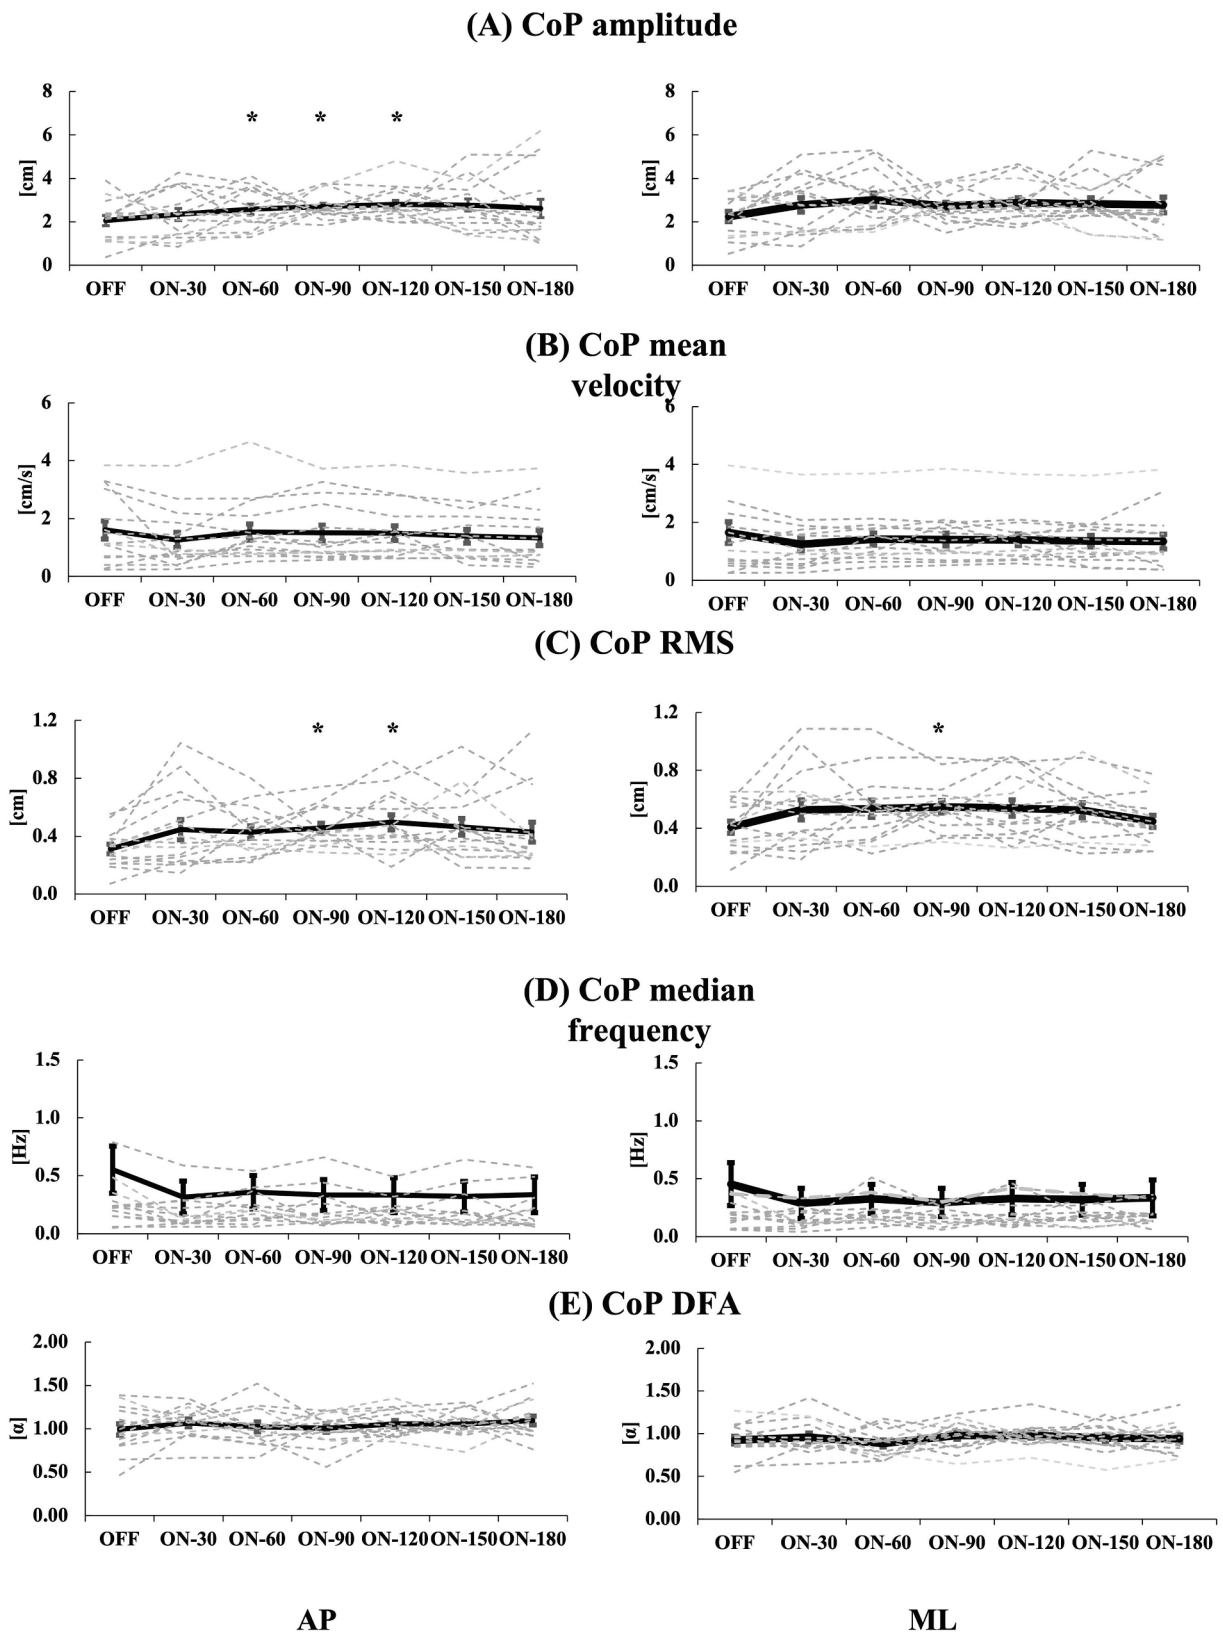 (A) CoP amplitude
8
6
4
2
0
[cm]
* * *
OFF ON-30 ON-60 ON-90 ON-120 ON-150 ON-180
8
6
4
2
0
[cm]
OFF ON-30 ON-60 ON-90 ON-120 ON-150 ON-180
(B) CoP mean
velocity
6
4
2
0
[cm/s]
OFF ON-30 ON-60 ON-90 ON-120 ON-150 ON-180
6
4
2
0
[cm/s]
OFF ON-30 ON-60 ON-90 ON-120 ON-150 ON-180
(C) CoP RMS
1.2
0.8
0.4
0.0
[cm]
* *
OFF ON-30 ON-60 ON-90 ON-120 ON-150 ON-180
1.2
0.8
0.4
0.0
[cm]
*
OFF ON-30 ON-60 ON-90 ON-120 ON-150 ON-180
(D) CoP median
frequency
1.5
1.0
0.5
0.0
[Hz]
OFF ON-30 ON-60 ON-90 ON-120 ON-150 ON-180
1.5
1.0
0.5
0.0
[Hz]
OFF ON-30 ON-60 ON-90 ON-120 ON-150 ON-180
(E) CoP DFA
2.00
1.50
1.00
0.50
0.00
[α]
OFF ON-30 ON-60 ON-90 ON-120 ON-150 ON-180
2.00
1.50
1.00
0.50
0.00
[α]
OFF ON-30 ON-60 ON-90 ON-120 ON-150 ON-180
AP
ML